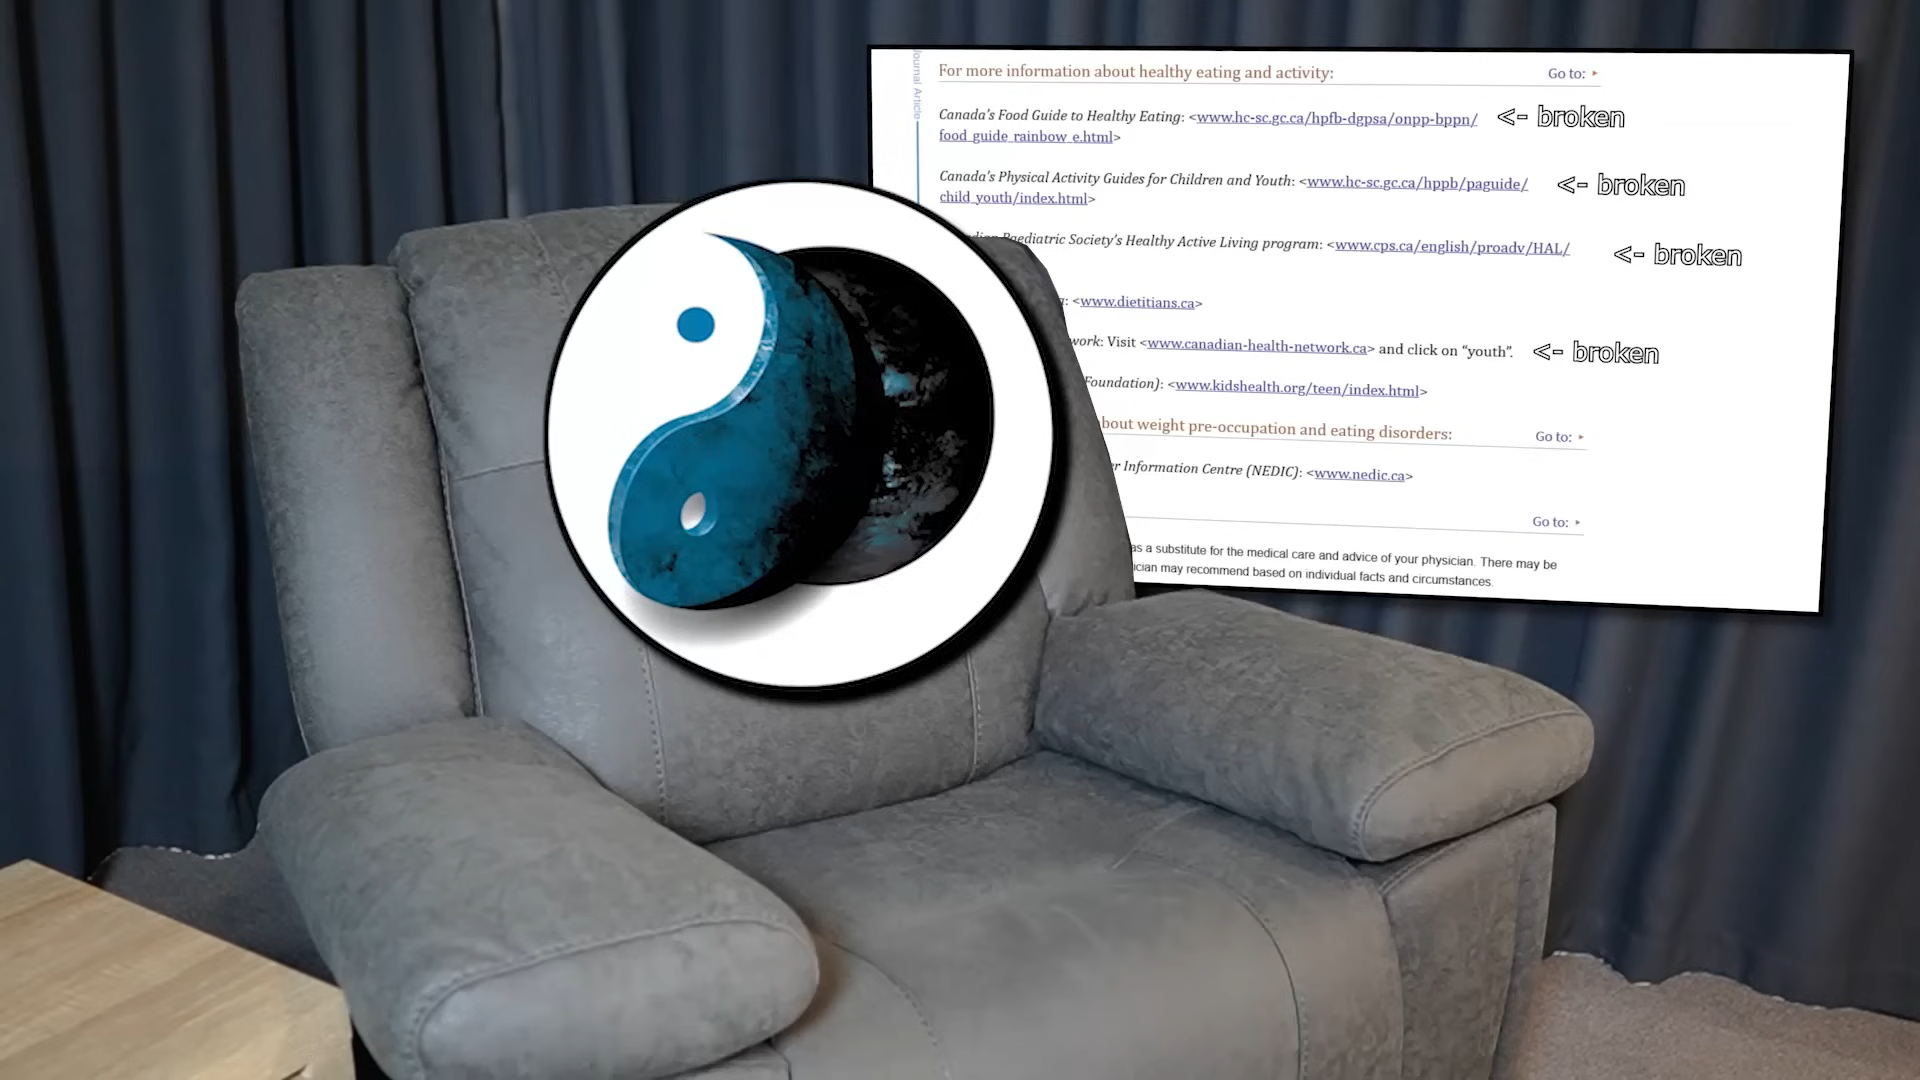 Journal Article
For more information about healthy eating and activity:
Go to:
Canada's Food Guide to Healthy Eating: <www.hc-sc.gc.ca/hpfb-dgpsa/onpp-bppn/
food_guide_rainbow_e.html>
<- broken
Canada's Physical Activity Guides for Children and Youth: <www.hc-sc.gc.ca/hppb/paguide/
child_youth/index.html>
<- broken
Paediatric Society's Healthy Active Living program: <www.cps.ca/english/proadv/HAL/
<- broken
: <www.dietitians.ca>
work: Visit <www.canadian-health-network.ca> and click on “youth”.
<- broken
Foundation): <www.kidshealth.org/teen/index.html>
bout weight pre-occupation and eating disorders:
Go to:
r Information Centre (NEDIC): <www.nedic.ca>
Go to:
as a substitute for the medical care and advice of your physician. There may be
ician may recommend based on individual facts and circumstances.